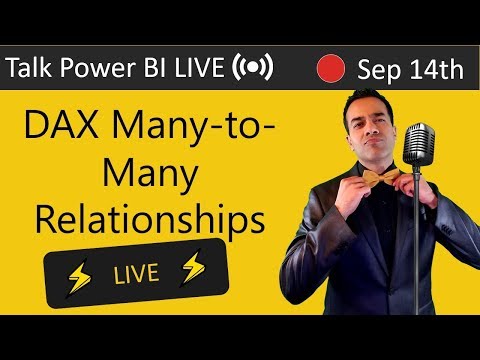 Talk Power BI LIVE
Sep 14th
DAX Many-to-
Many
Relationships
LIVE